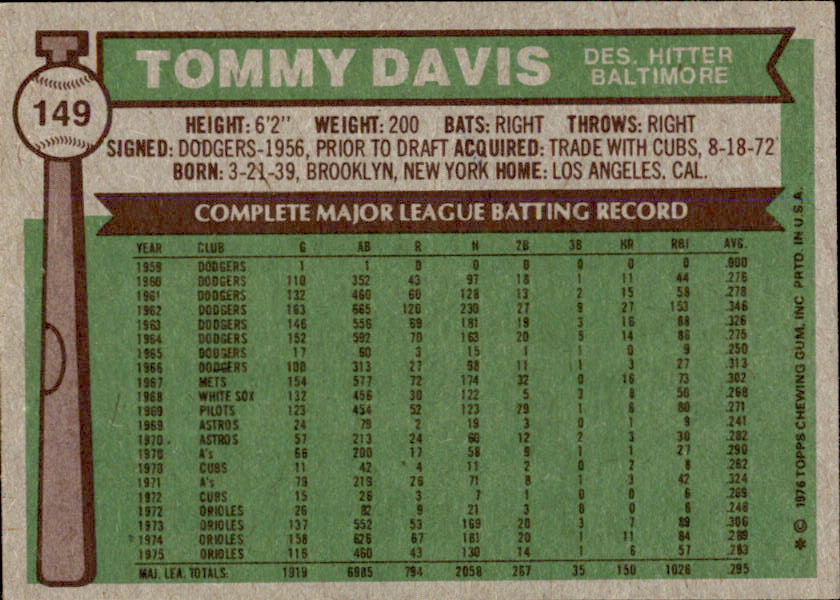 149
TOMMY DAVIS
DES. HITTER
BALTIMORE
HEIGHT: 6'2" WEIGHT: 200 BATS: RIGHT THROWS: RIGHT
SIGNED: DODGERS-1956, PRIOR TO DRAFT ACQUIRED: TRADE WITH CUBS, 8-18-72
BORN: 3-21-39, BROOKLYN, NEW YORK HOME: LOS ANGELES, CAL.
COMPLETE MAJOR LEAGUE BATTING RECORD
YEAR CLUB G AB R H 2B 3B HR RBI AVG.
1959 DODGERS 1 1 0 0 0 0 0 0 .000
1960 DODGERS 110 352 43 97 18 1 11 44 .276
1961 DODGERS 132 460 60 128 13 2 15 58 .278
1962 DODGERS 163 665 120 230 27 9 27 153 .346
1963 DODGERS 146 556 69 181 19 3 16 88 .326
1964 DODGERS 152 592 70 163 20 5 14 86 .275
1965 DODGERS 17 60 3 15 1 1 0 9 .250
1966 DODGERS 100 313 27 98 11 1 3 27 .313
1967 METS 154 577 72 174 32 0 16 73 .302
1968 WHITE SOX 132 456 30 122 5 3 8 50 .268
1969 PILOTS 123 454 52 123 29 1 6 80 .271
1969 ASTROS 24 79 2 19 3 0 1 9 .241
1970 ASTROS 57 213 24 60 12 2 3 30 .282
1970 A's 66 200 17 58 9 1 1 27 .290
1970 CUBS 11 42 4 11 2 0 2 8 .262
1971 A's 79 219 26 71 8 1 3 42 .324
1972 CUBS 15 26 3 7 1 0 0 6 .269
1972 ORIOLES 26 82 9 21 3 0 0 6 .248
1973 ORIOLES 137 552 53 169 20 3 7 89 .306
1974 ORIOLES 158 626 67 181 20 1 11 84 .289
1975 ORIOLES 116 460 43 130 14 1 6 57 .283
MAJ. LEA. TOTALS: 1919 6985 794 2058 267 35 150 1026 .295
* © 1976 TOPPS CHEWING GUM, INC. PRTD. IN U.S.A.